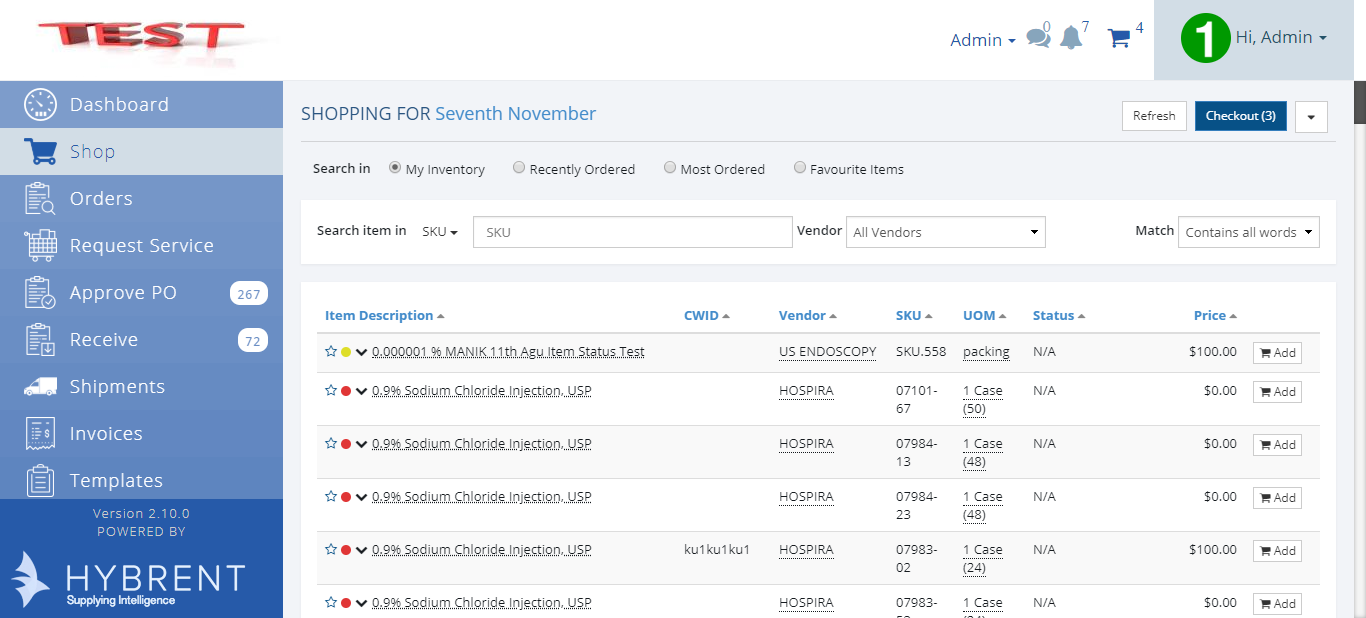 TEST
Admin 0 7 4 1 Hi, Admin
Dashboard
Shop
Orders
Request Service
Approve PO 267
Receive 72
Shipments
Invoices
Templates
Version 2.10.0
POWERED BY
HYBRENT
Supplying Intelligence
SHOPPING FOR Seventh November Refresh Checkout (3)
Search in My Inventory Recently Ordered Most Ordered Favourite Items
Search item in SKU SKU Vendor All Vendors Match Contains all words
Item Description CWID Vendor SKU UOM Status Price
0.000001 % MANIK 11th Agu Item Status Test US ENDOSCOPY SKU.558 packing N/A $100.00 Add
0.9% Sodium Chloride Injection, USP HOSPIRA 07101- 1 Case N/A $0.00 Add
67 (50)
0.9% Sodium Chloride Injection, USP HOSPIRA 07984- 1 Case N/A $0.00 Add
13 (48)
0.9% Sodium Chloride Injection, USP HOSPIRA 07984- 1 Case N/A $0.00 Add
23 (48)
0.9% Sodium Chloride Injection, USP ku1ku1ku1 HOSPIRA 07983- 1 Case N/A $100.00 Add
02 (24)
0.9% Sodium Chloride Injection, USP HOSPIRA 07983- 1 Case N/A $0.00 Add